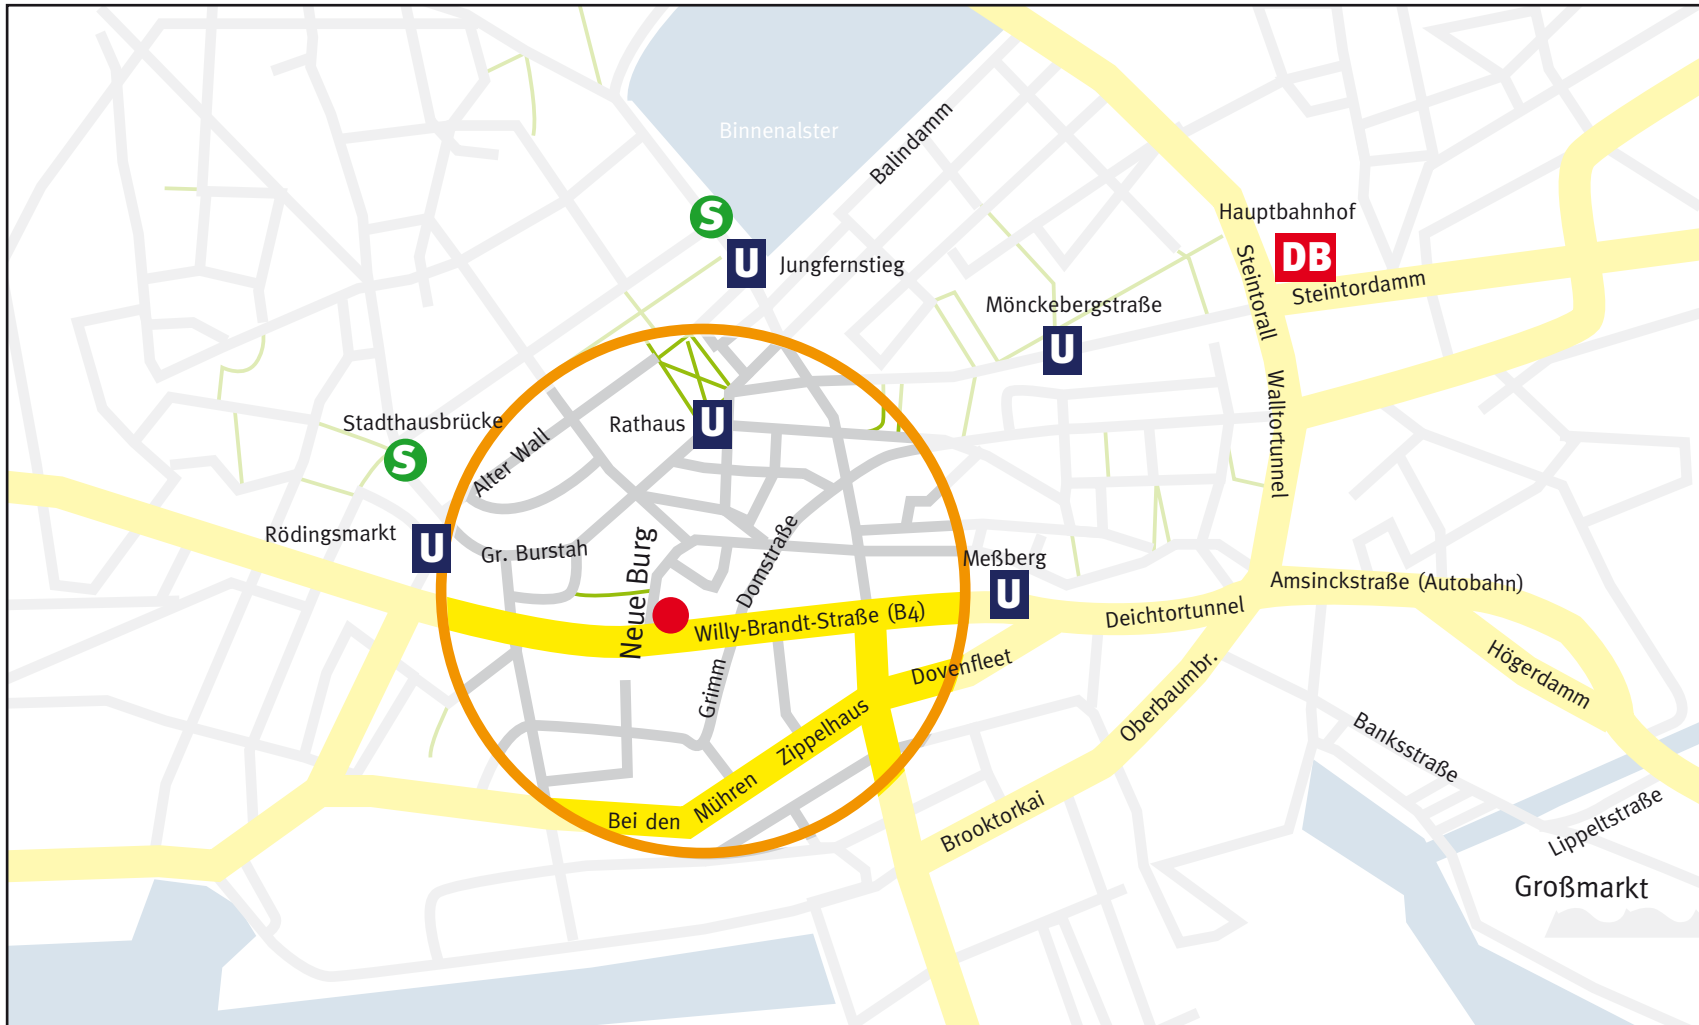 Binnenalster
Balindamm
S
U
Jungfernstieg
Hauptbahnhof
DB
Steintorall
Steintordamm
Mönckebergstraße
U
Walltortunnel
Stadthausbrücke
S
Rathaus
U
Alter Wall
Rödingsmarkt
U
Gr. Burstah
Neue Burg
Domstraße
Meßberg
U
Willy-Brandt-Straße (B4)
Deichtortunnel
Amsinckstraße (Autobahn)
Grimm
Dovenfleet
Oberbaumbr.
Högerdamm
Zippelhaus
Banksstraße
Bei den
Mühren
Brooktorkai
Lippeltstraße
Großmarkt